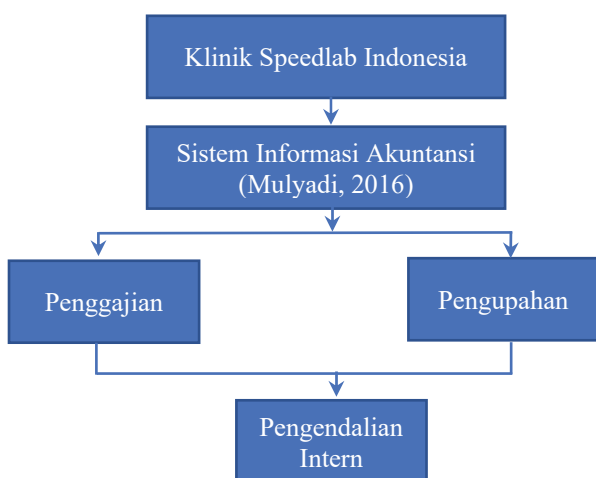 Klinik Speedlab Indonesia
Sistem Informasi Akuntansi
(Mulyadi, 2016)
Penggajian
Pengupahan
Pengendalian
Intern